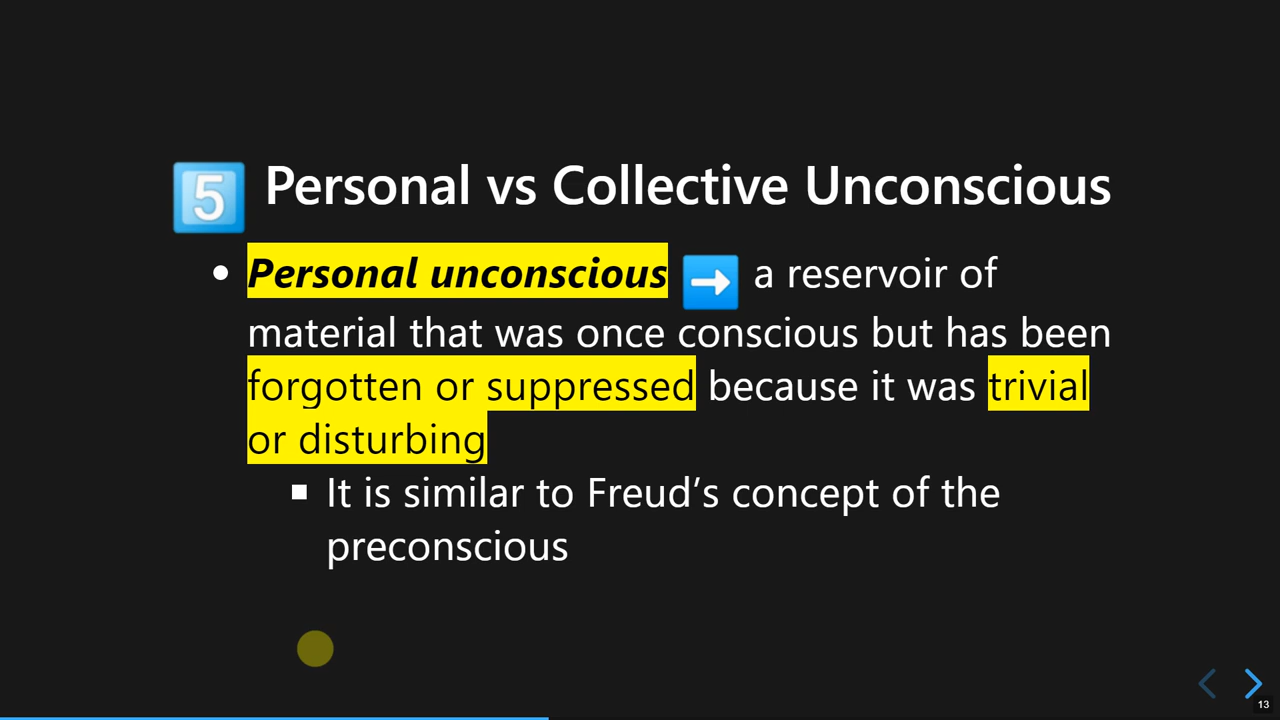 5 Personal vs Collective Unconscious
• Personal unconscious ➡ a reservoir of
material that was once conscious but has been
forgotten or suppressed because it was trivial
or disturbing
▪ It is similar to Freud’s concept of the
preconscious
13